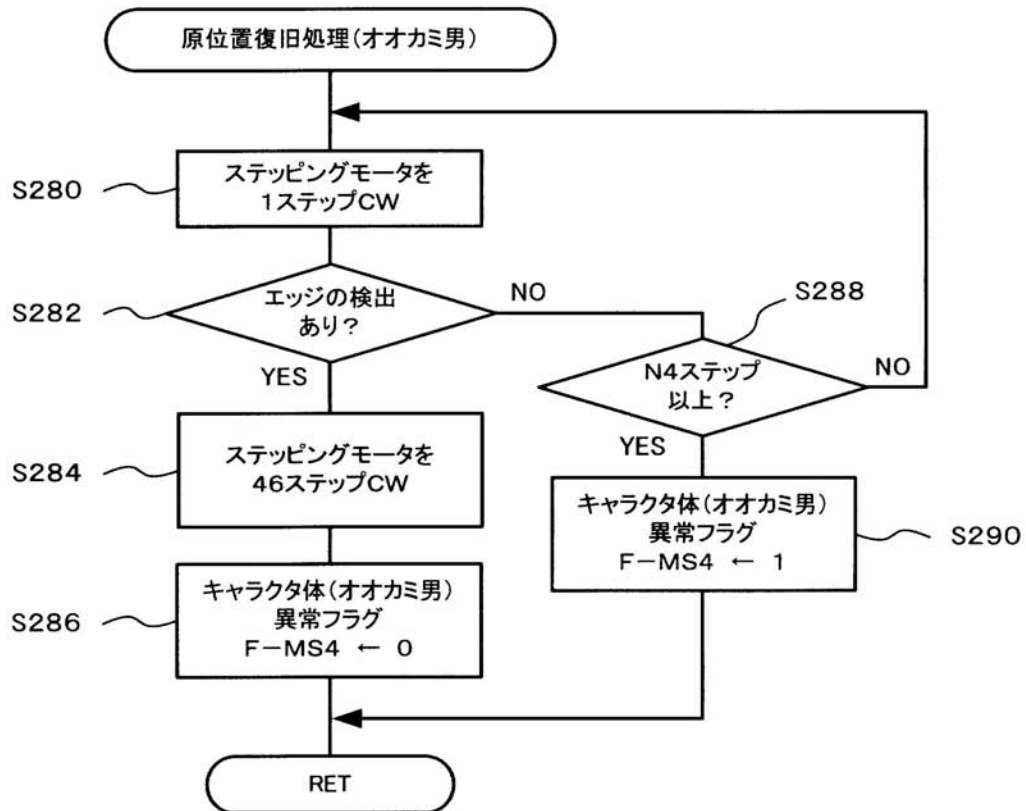 原位置復旧処理(オオカミ男)
S280
ステッピングモータを
1ステップCW
S282
エッジの検出
あり?
NO
YES
S288
N4ステップ
以上?
NO
YES
S284
ステッピングモータを
46ステップCW
S290
キャラクタ体(オオカミ男)
異常フラグ
F-MS4 ← 1
S286
キャラクタ体(オオカミ男)
異常フラグ
F-MS4 ← 0
RET